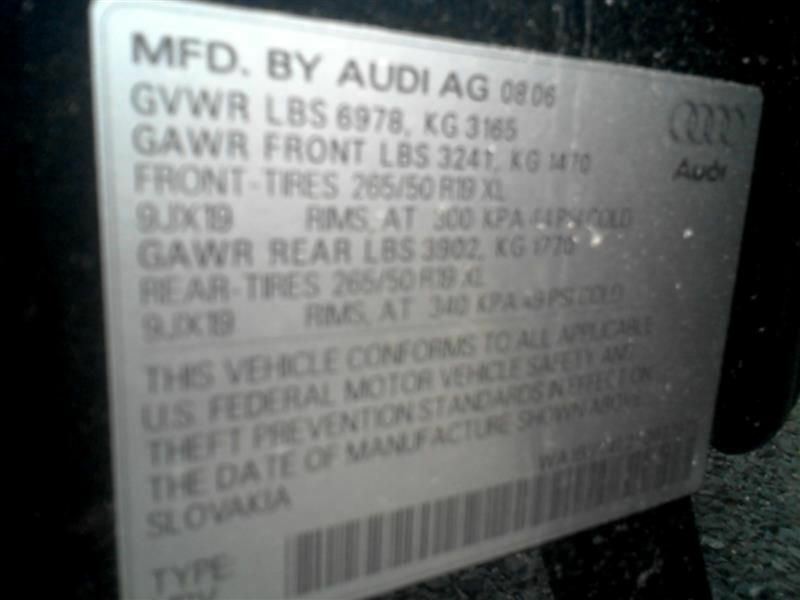 MFD. BY AUDI AG 08 06
GVWR LBS 6978, KG 3165
GAWR FRONT LBS 3241, KG 1470
Audi
FRONT-TIRES 265/50 R19 XL
9JX19 RIMS, AT 300 KPA 44 PSI COLD
GAWR REAR LBS 3902, KG 1770
REAR-TIRES 265/50 R19 XL
9JX19 RIMS, AT 340 KPA 49 PSI COLD
THIS VEHICLE CONFORMS TO ALL APPLICABLE
U.S. FEDERAL MOTOR VEHICLE SAFETY AND
THEFT PREVENTION STANDARDS IN EFFECT ON
THE DATE OF MANUFACTURE SHOWN ABOVE.
SLOVAKIA
TYPE